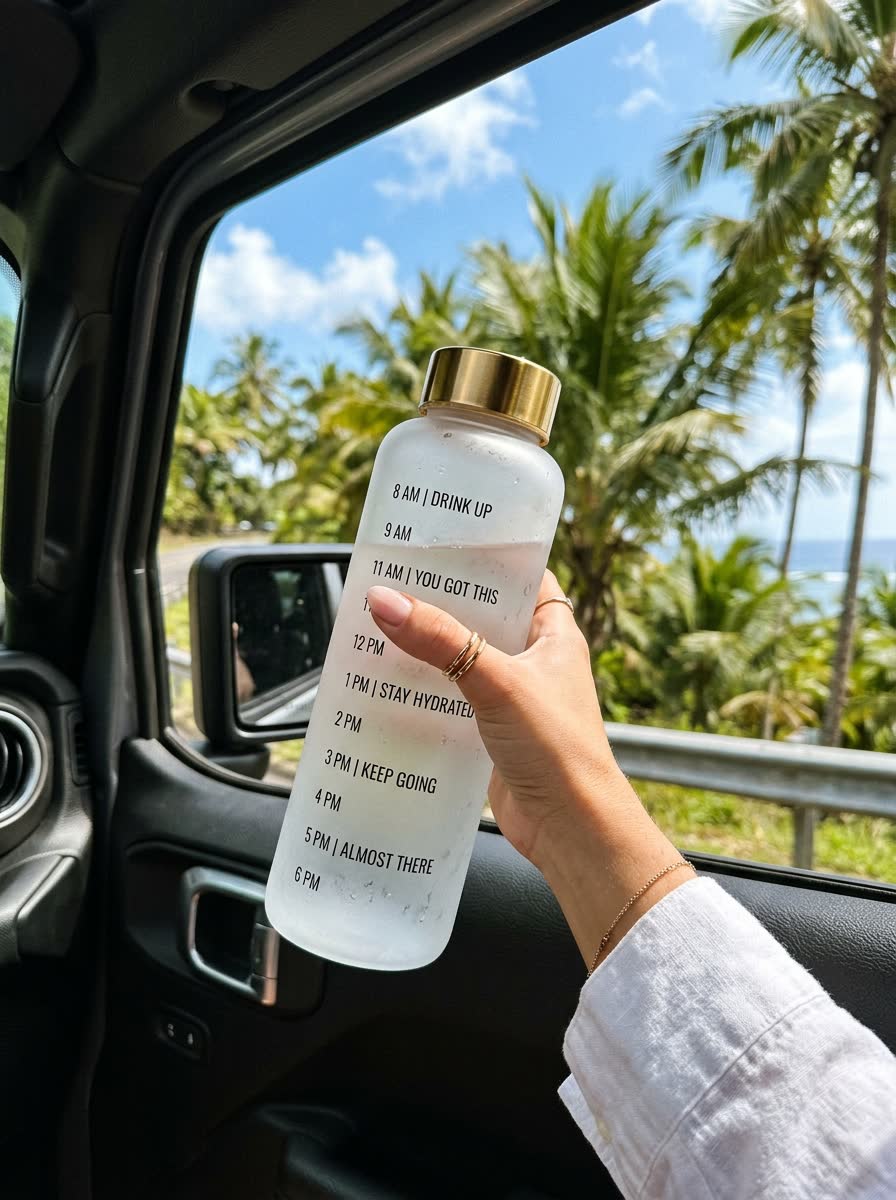 8 AM | DRINK UP
9 AM
11 AM | YOU GOT THIS
12 PM
1 PM | STAY HYDRATED
2 PM
3 PM | KEEP GOING
4 PM
5 PM | ALMOST THERE
6 PM